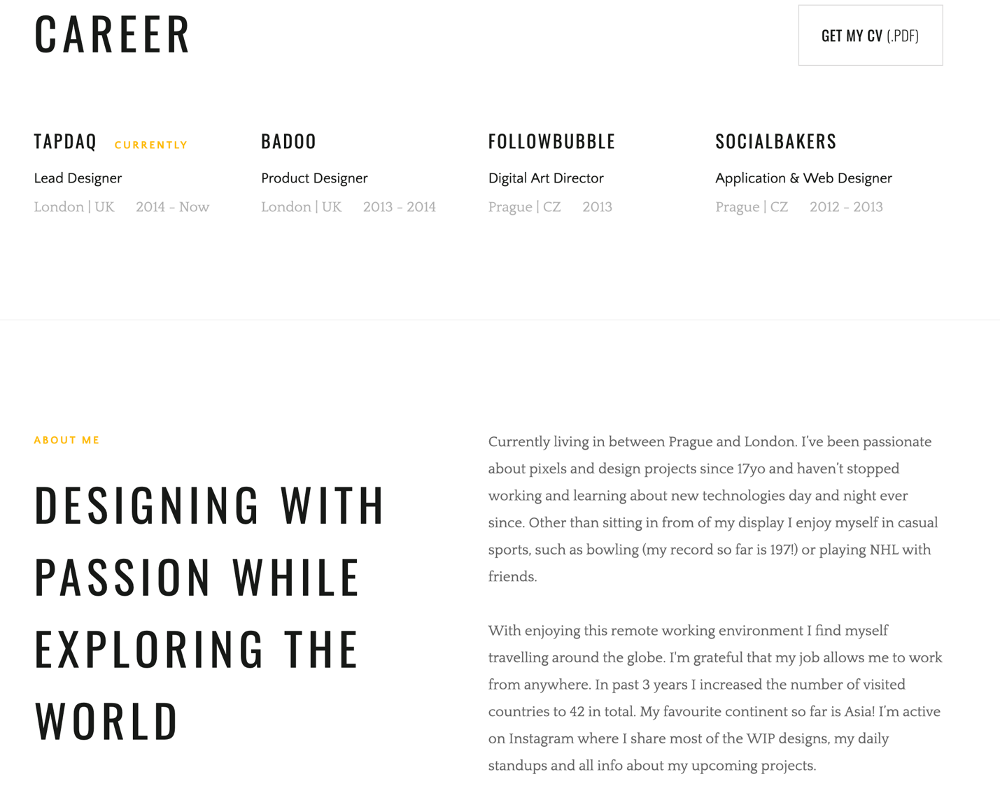 CAREER
GET MY CV (.PDF)
TAPDAQ CURRENTLY
Lead Designer
London | UK 2014 - Now
BADOO
Product Designer
London | UK 2013 - 2014
FOLLOWBUBBLE
Digital Art Director
Prague | CZ 2013
SOCIALBAKERS
Application & Web Designer
Prague | CZ 2012 - 2013
ABOUT ME
DESIGNING WITH
PASSION WHILE
EXPLORING THE
WORLD
Currently living in between Prague and London. I’ve been passionate
about pixels and design projects since 17yo and haven’t stopped
working and learning about new technologies day and night ever
since. Other than sitting in from of my display I enjoy myself in casual
sports, such as bowling (my record so far is 197!) or playing NHL with
friends.
With enjoying this remote working environment I find myself
travelling around the globe. I'm grateful that my job allows me to work
from anywhere. In past 3 years I increased the number of visited
countries to 42 in total. My favourite continent so far is Asia! I’m active
on Instagram where I share most of the WIP designs, my daily
standups and all info about my upcoming projects.